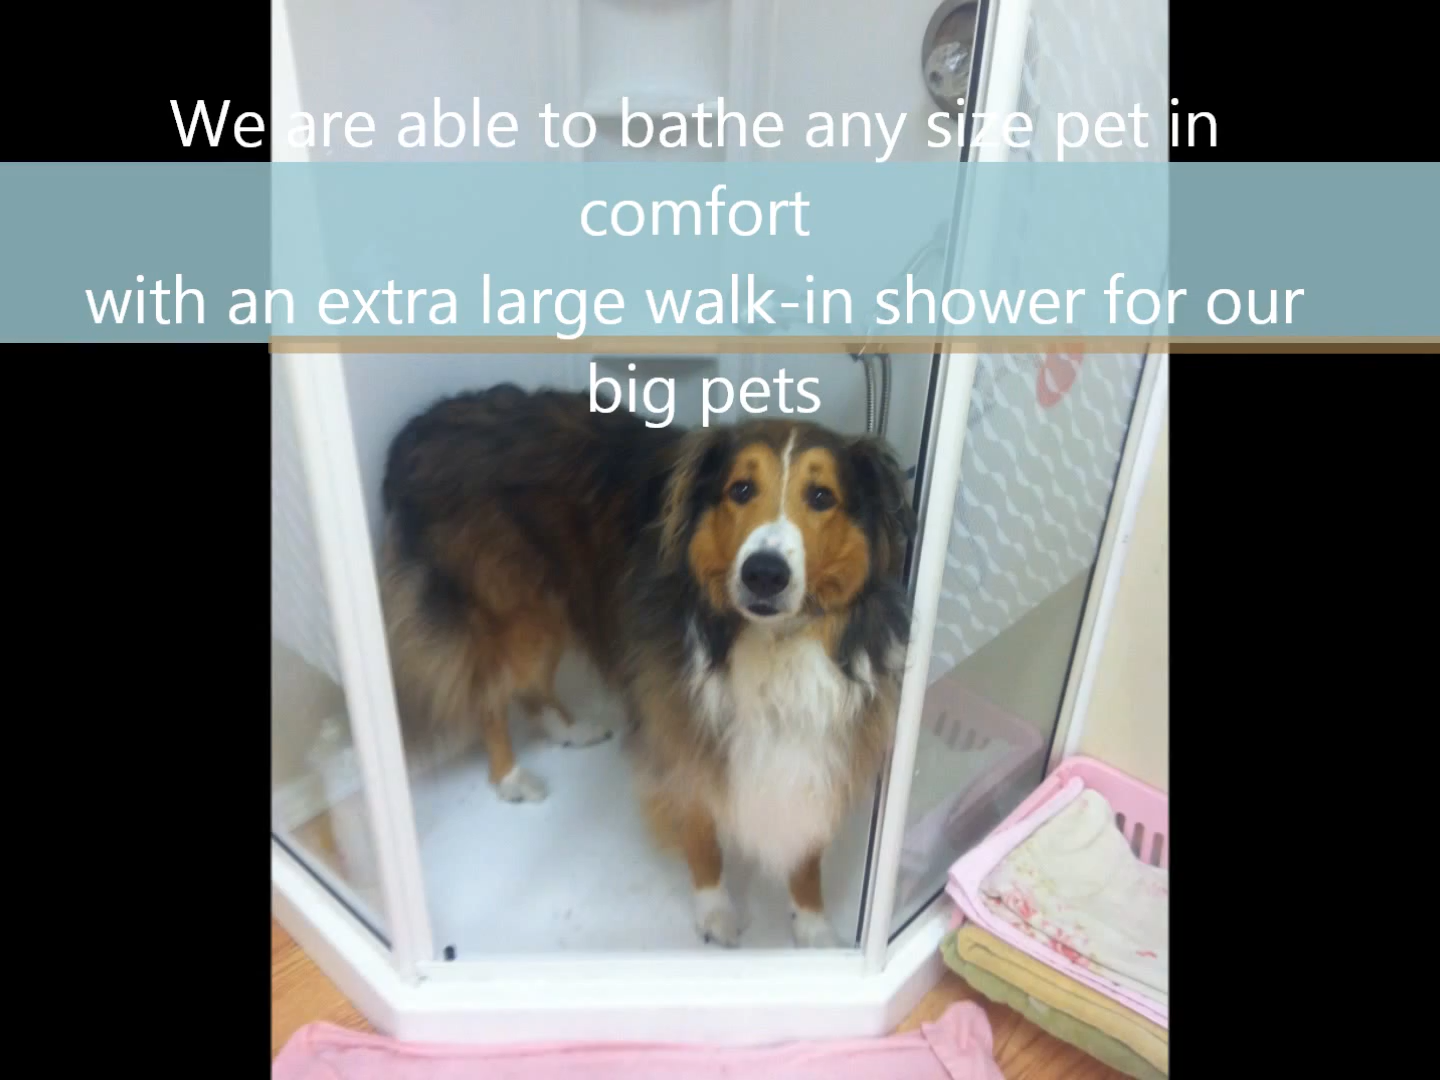 We are able to bathe any size pet in
comfort
with an extra large walk-in shower for our
big pets